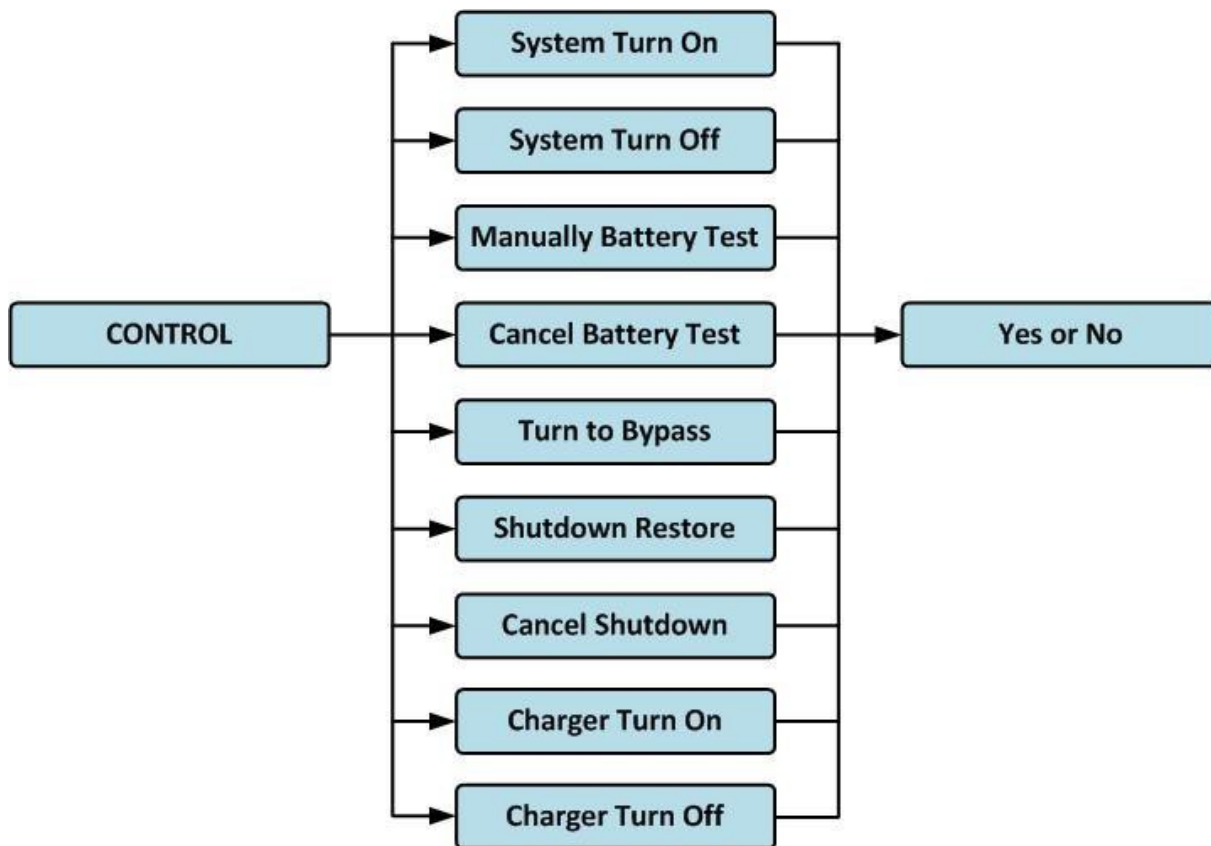 System Turn On
System Turn Off
Manually Battery Test
CONTROL
Cancel Battery Test
Yes or No
Turn to Bypass
Shutdown Restore
Cancel Shutdown
Charger Turn On
Charger Turn Off